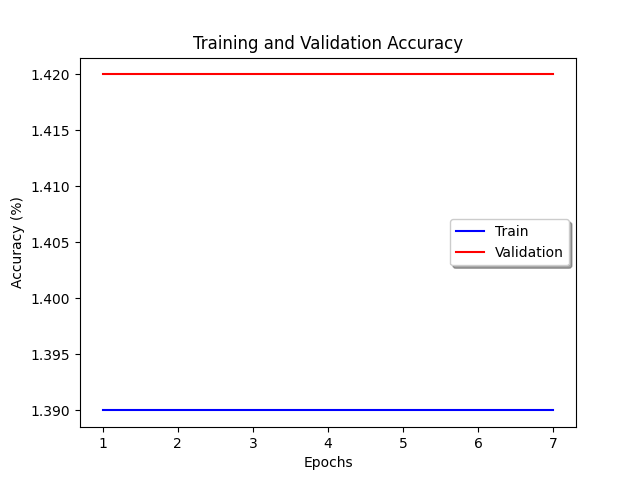 Training and Validation Accuracy
Accuracy (%)
1.420
1.415
1.410
1.405
1.400
1.395
1.390
Train
Validation
1 2 3 4 5 6 7
Epochs